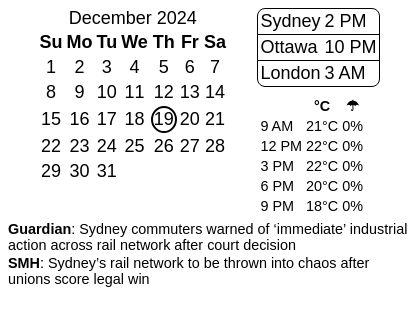 December 2024
Su Mo Tu We Th Fr Sa
1 2 3 4 5 6 7
8 9 10 11 12 13 14
15 16 17 18 19 20 21
22 23 24 25 26 27 28
29 30 31
Sydney 2 PM
Ottawa 10 PM
London 3 AM
°C ☂
9 AM 21°C 0%
12 PM 22°C 0%
3 PM 22°C 0%
6 PM 20°C 0%
9 PM 18°C 0%
Guardian: Sydney commuters warned of ‘immediate’ industrial
action across rail network after court decision
SMH: Sydney’s rail network to be thrown into chaos after
unions score legal win